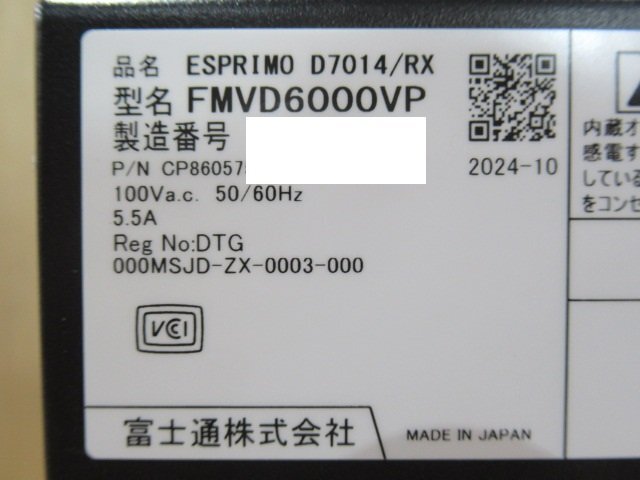 品名 ESPRIMO D7014/RX
型名 FMVD6000VP
製造番号
P/N CP86057
2024-10
100Va.c. 50/60Hz
5.5A
Reg No:DTG
000MSJD-ZX-0003-000
VCI
富士通株式会社
MADE IN JAPAN
内蔵オ
感電す
している
をコンセ